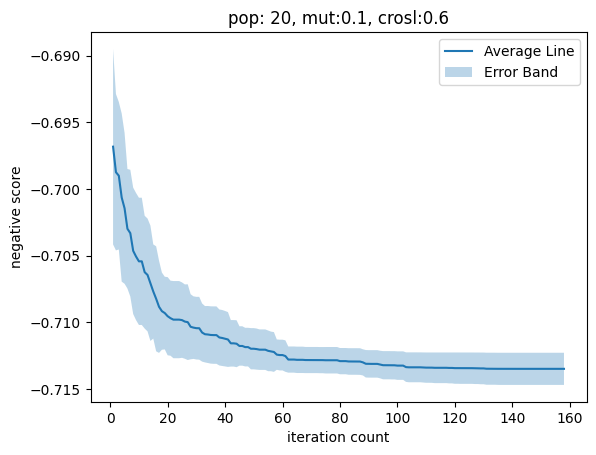 pop: 20, mut:0.1, crosl:0.6
Average Line
Error Band
negative score
−0.690
−0.695
−0.700
−0.705
−0.710
−0.715
0 20 40 60 80 100 120 140 160
iteration count